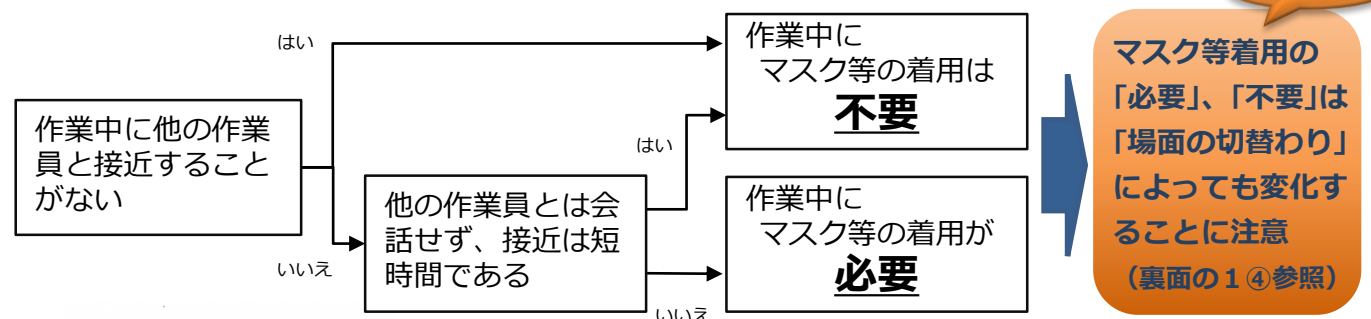 作業中に他の作業
員と接近すること
がない
はい
いいえ
他の作業員とは会
話せず、接近は短
時間である
はい
いいえ
作業中に
マスク等の着用は
不要
作業中に
マスク等の着用が
必要
マスク等着用の
「必要」、「不要」は
「場面の切替わり」
によっても変化す
ることに注意
（裏面の１④参照）